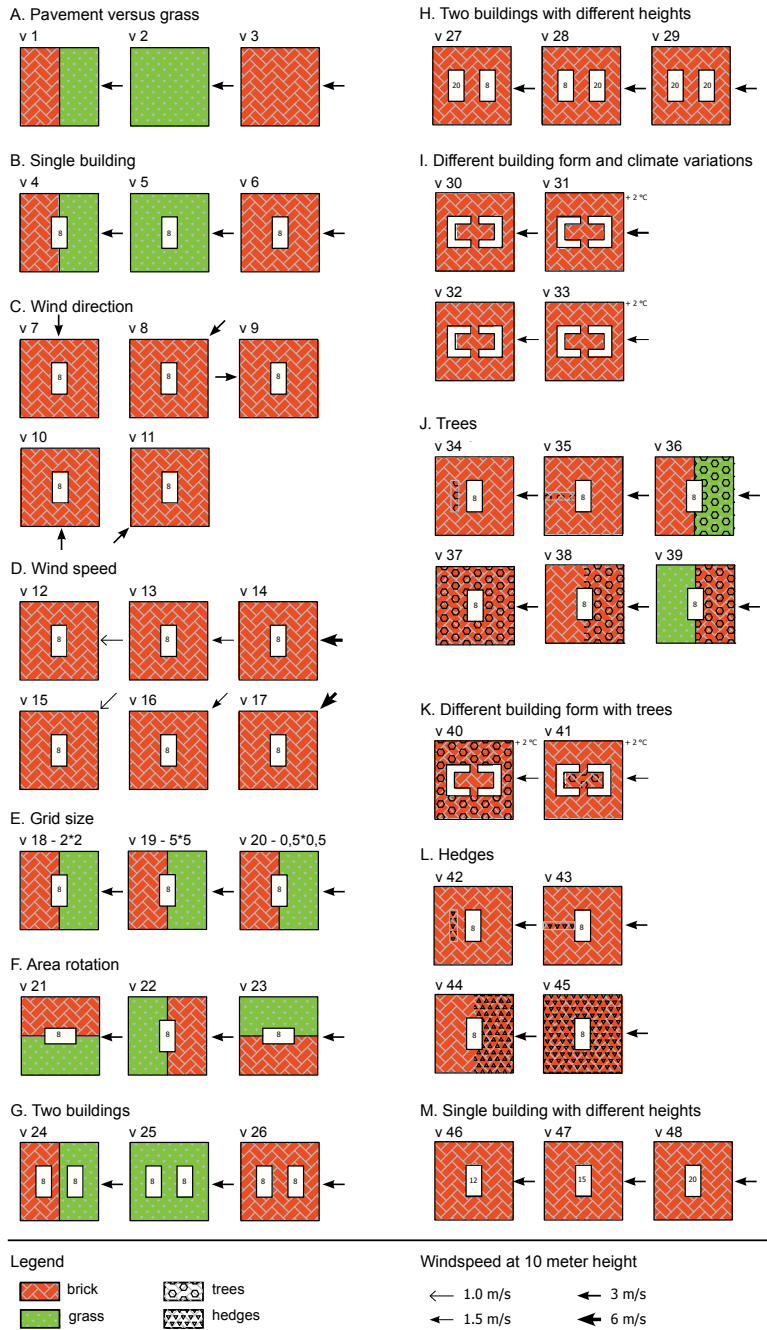 A. Pavement versus grass
v 1 v 2 v 3
B. Single building
v 4 v 5 v 6
8 8 8
C. Wind direction
v 7 v 8 v 9
8 8 8
v 10 v 11
8 8
D. Wind speed
v 12 v 13 v 14
8 8 8
v 15 v 16 v 17
8 8 8
E. Grid size
v 18 - 2*2 v 19 - 5*5 v 20 - 0,5*0,5
8 8 8
F. Area rotation
v 21 v 22 v 23
8 8 8
G. Two buildings
v 24 v 25 v 26
8 8 8 8 8 8
H. Two buildings with different heights
v 27 v 28 v 29
20 8 8 20 20 20
I. Different building form and climate variations
v 30 v 31
+ 2 ºC
v 32 v 33
+ 2 ºC
J. Trees
v 34 v 35 v 36
8 8 8
v 37 v 38 v 39
8 8 8
K. Different building form with trees
v 40 v 41
+ 2 ºC + 2 ºC
L. Hedges
v 42 v 43
8 8
v 44 v 45
8 8
M. Single building with different heights
v 46 v 47 v 48
12 15 20
Legend
brick trees
grass hedges
Windspeed at 10 meter height
1.0 m/s 3 m/s
1.5 m/s 6 m/s